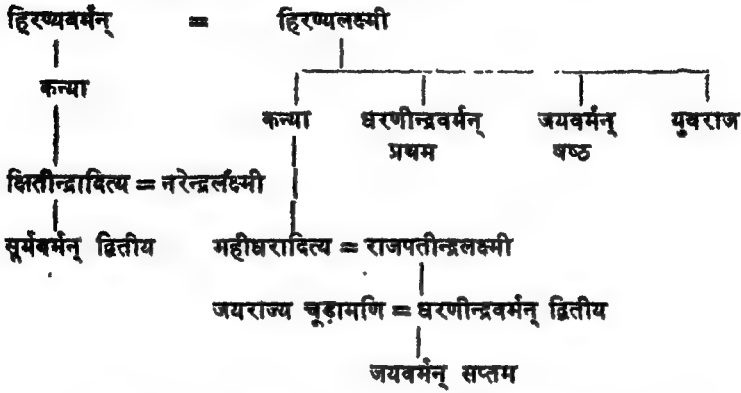 हिरण्यवर्मन् = हिरण्यलक्ष्मी
कन्या
कन्या धरणीन्द्रवर्मन् जयवर्मन् युवराज
प्रथम षष्ठ
क्षितीन्द्रादित्य = नरेन्द्रलक्ष्मी
सूर्यवर्मन् द्वितीय महीधरादित्य = राजपतीन्द्रलक्ष्मी
जयराज्य चूड़ामणि = धरणीन्द्रवर्मन् द्वितीय
जयवर्मन् सप्तम